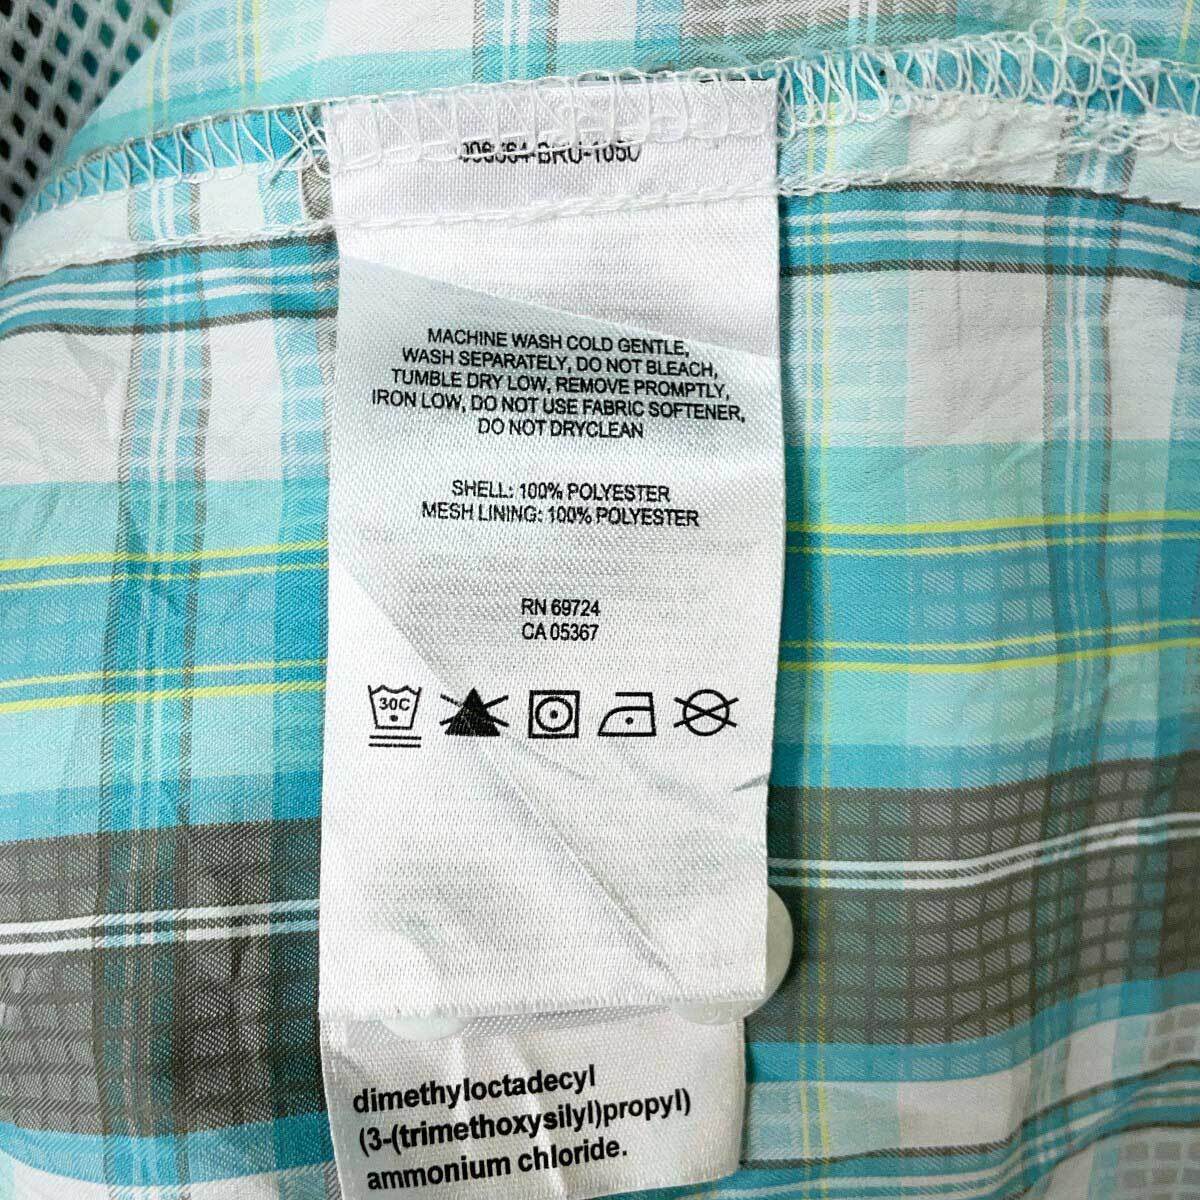 MACHINE WASH COLD GENTLE,
WASH SEPARATELY, DO NOT BLEACH,
TUMBLE DRY LOW, REMOVE PROMPTLY,
IRON LOW, DO NOT USE FABRIC SOFTENER,
DO NOT DRYCLEAN
SHELL: 100% POLYESTER
MESH LINING: 100% POLYESTER
RN 69724
CA 05367
30C
dimethyloctadecyl
(3-(trimethoxysilyl)propyl)
ammonium chloride.